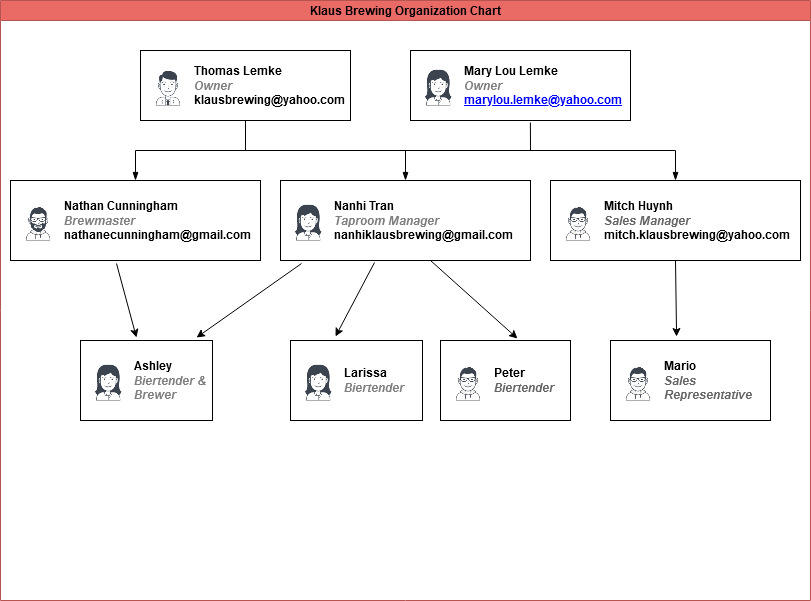 Klaus Brewing Organization Chart
Thomas Lemke
Owner
klausbrewing@yahoo.com
Mary Lou Lemke
Owner
marylou.lemke@yahoo.com
Nathan Cunningham
Brewmaster
nathanecunningham@gmail.com
Nanhi Tran
Taproom Manager
nanhiklausbrewing@gmail.com
Mitch Huynh
Sales Manager
mitch.klausbrewing@yahoo.com
Ashley
Biertender &
Brewer
Larissa
Biertender
Peter
Biertender
Mario
Sales
Representative